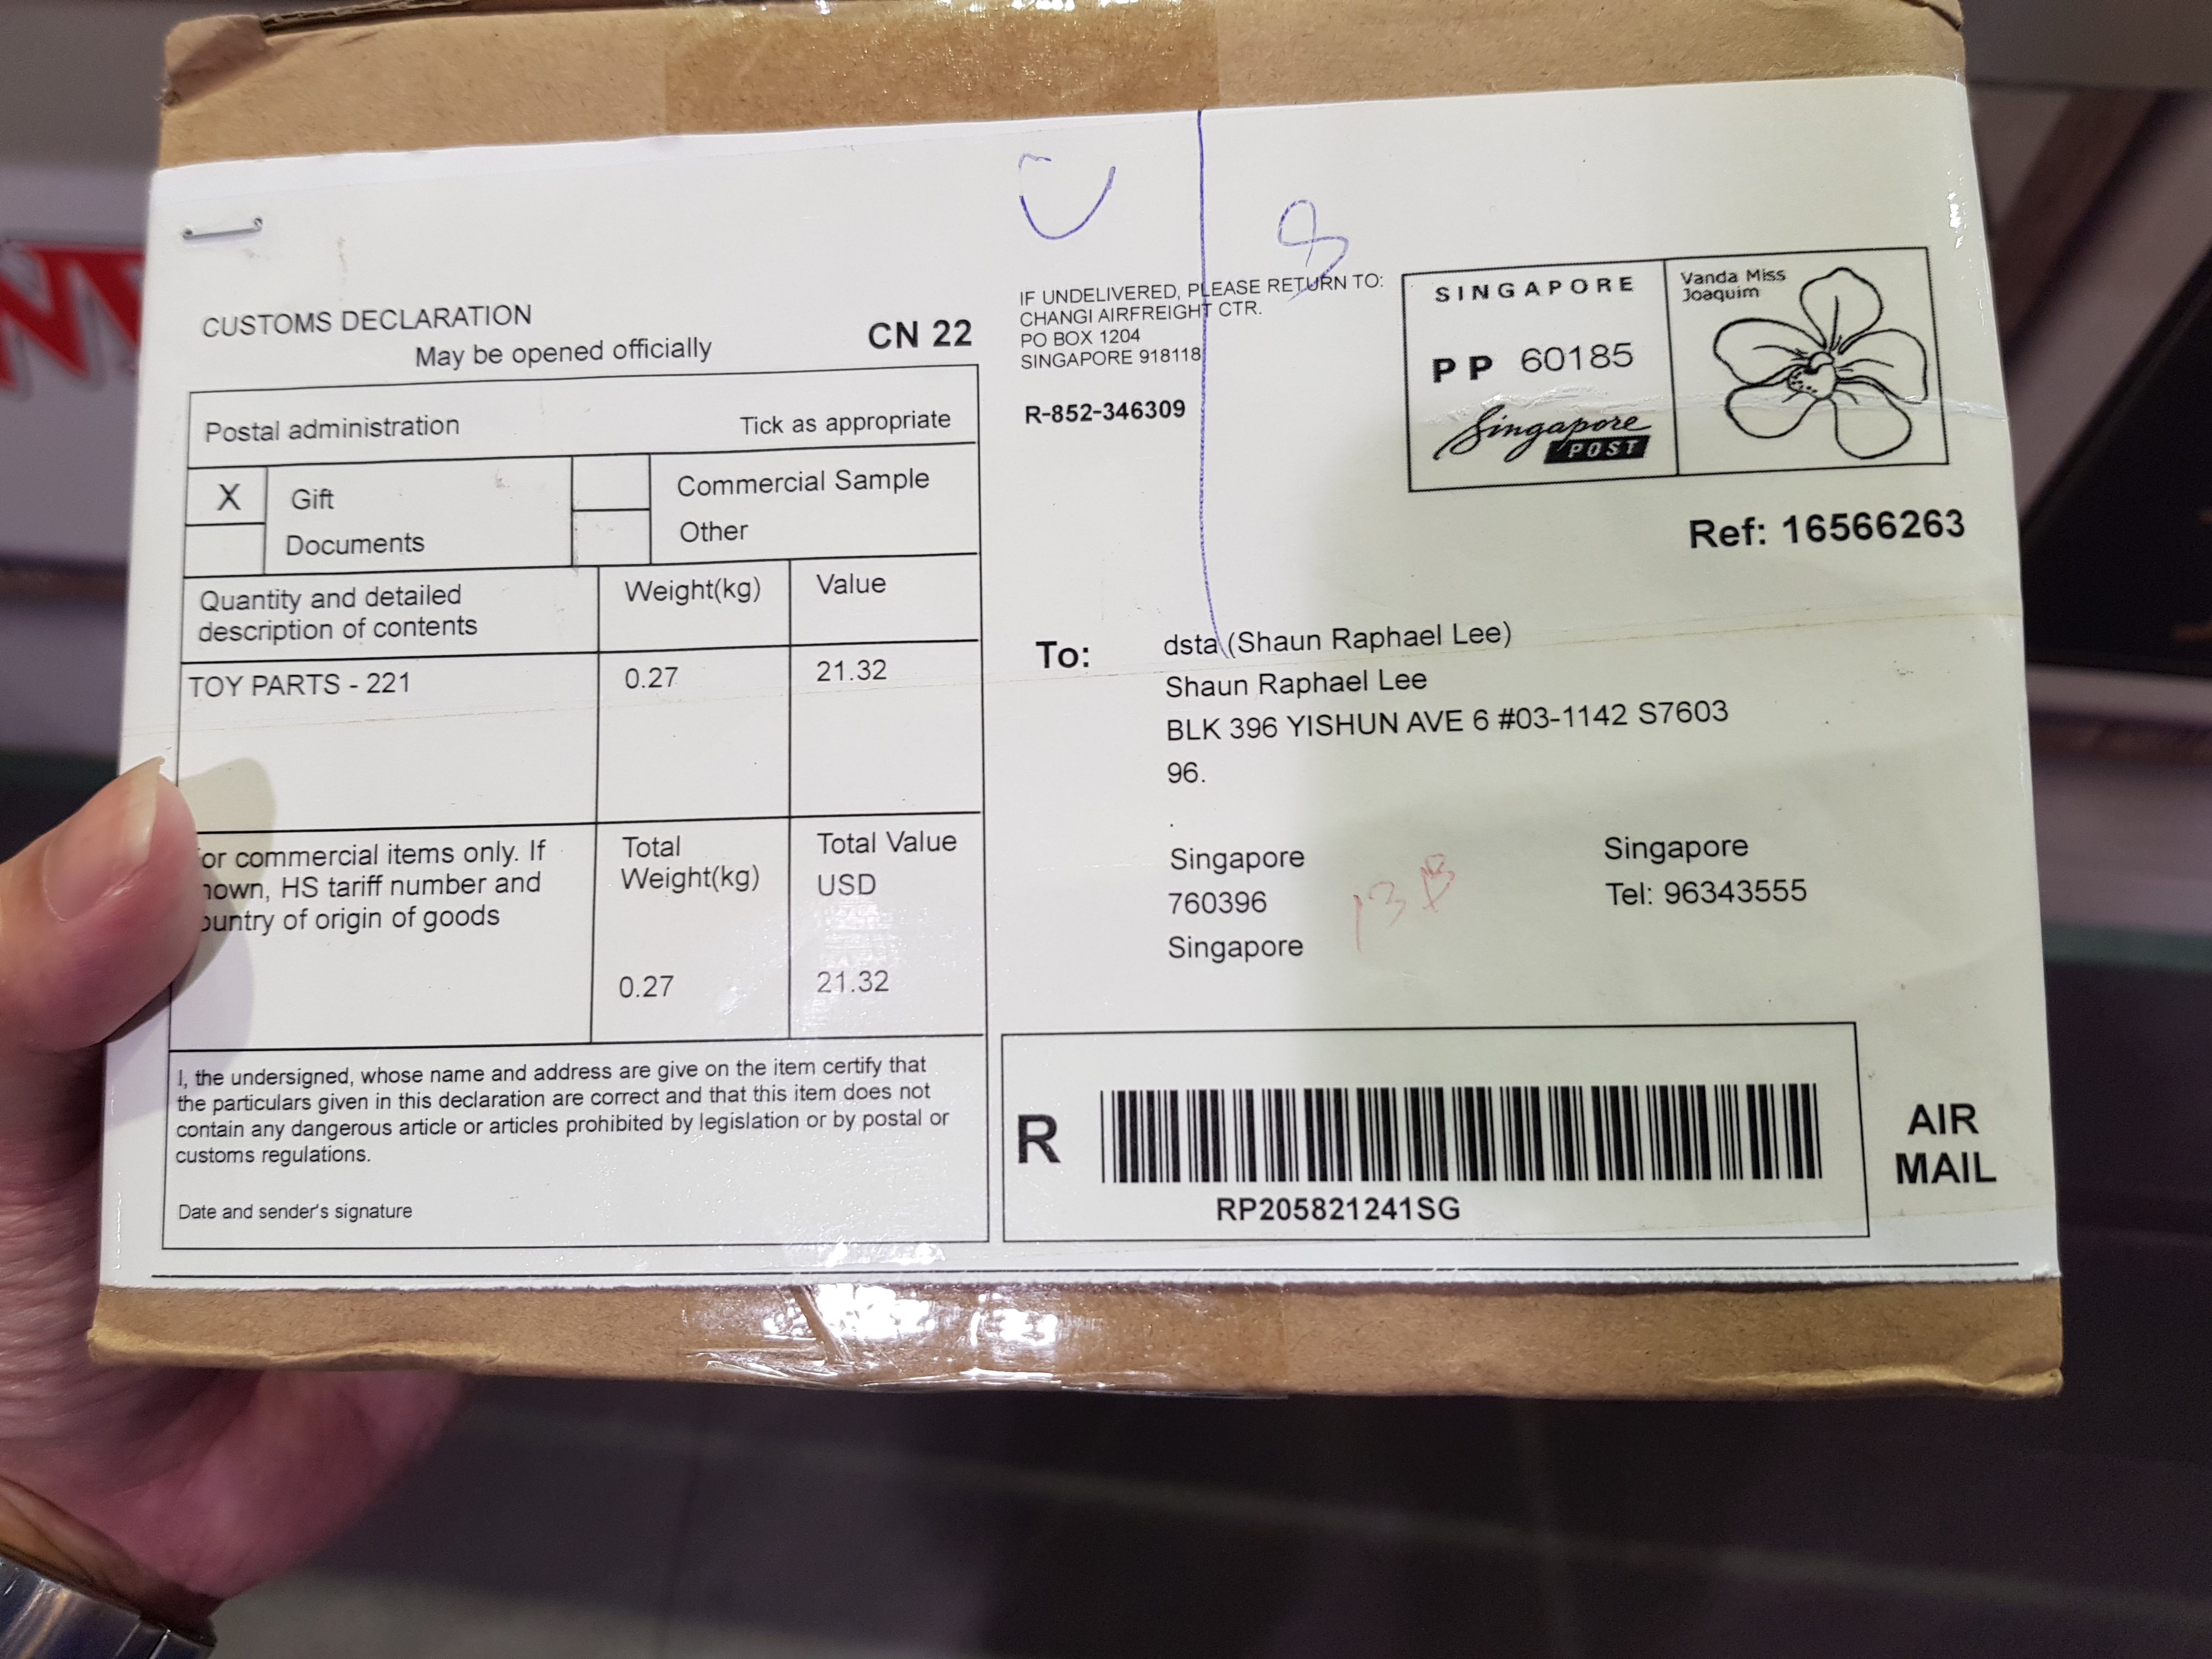 CUSTOMS DECLARATION
May be opened officially
CN 22
Postal administration
Tick as appropriate
X Gift
Documents
Commercial Sample
Other
Quantity and detailed
description of contents
Weight(kg)
Value
TOY PARTS - 221
0.27
21.32
or commercial items only. If
nown, HS tariff number and
ountry of origin of goods
Total
Weight(kg)
0.27
Total Value
USD
21.32
I, the undersigned, whose name and address are give on the item certify that
the particulars given in this declaration are correct and that this item does not
contain any dangerous article or articles prohibited by legislation or by postal or
customs regulations.
Date and sender's signature
8
IF UNDELIVERED, PLEASE RETURN TO:
CHANGI AIRFREIGHT CTR.
PO BOX 1204
SINGAPORE 918118
R-852-346309
SINGAPORE
PP 60185
Singapore
POST
Vanda Miss
Joaquim
Ref: 16566263
To:
dsta (Shaun Raphael Lee)
Shaun Raphael Lee
BLK 396 YISHUN AVE 6 #03-1142 S7603
96.
.
Singapore
760396
Singapore
Singapore
Tel: 96343555
R
RP205821241SG
AIR
MAIL